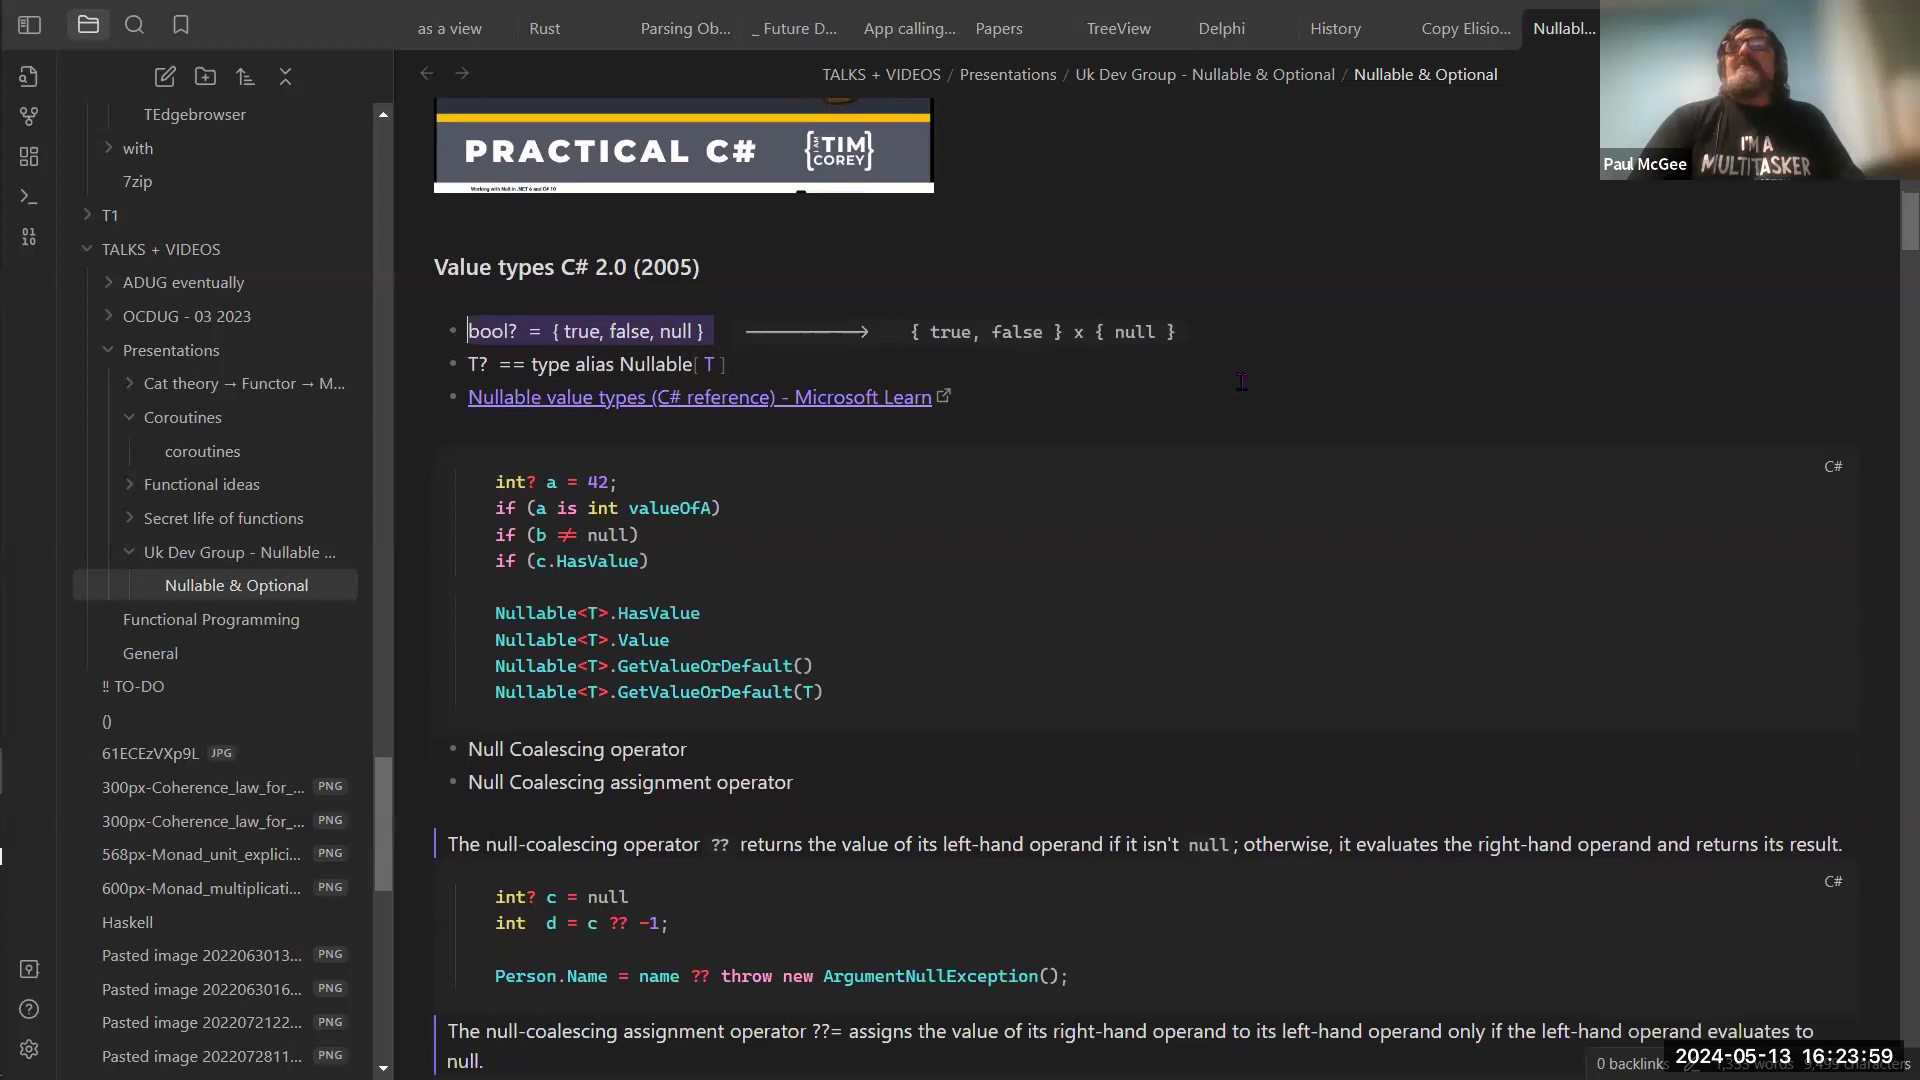 as a view
Rust
Parsing Ob...
_ Future D...
App calling...
Papers
TreeView
Delphi
History
Copy Elisio...
Nullabl...
TALKS + VIDEOS / Presentations / Uk Dev Group - Nullable & Optional / Nullable & Optional
TEdgebrowser
with
7zip
T1
TALKS + VIDEOS
ADUG eventually
OCDUG - 03 2023
Presentations
Cat theory → Functor → M...
Coroutines
coroutines
Functional ideas
Secret life of functions
Uk Dev Group - Nullable ...
Nullable & Optional
Functional Programming
General
!! TO-DO
()
61ECEzVXp9L JPG
300px-Coherence_law_for_... PNG
300px-Coherence_law_for_... PNG
568px-Monad_unit_explici... PNG
600px-Monad_multiplicati... PNG
Haskell
Pasted image 2022063013... PNG
Pasted image 2022063016... PNG
Pasted image 2022072122... PNG
Pasted image 2022072811... PNG
PRACTICAL C#
I AM
{TIM
COREY}
Working with Null in .NET 6 and C# 10
Paul McGee
I'M A
MULTITASKER
Value types C# 2.0 (2005)
bool? = { true, false, null } ⟶ { true, false } x { null }
T? == type alias Nullable[ T ]
Nullable value types (C# reference) - Microsoft Learn
C#
int? a = 42;
if (a is int valueOfA)
if (b ≠ null)
if (c.HasValue)
Nullable<T>.HasValue
Nullable<T>.Value
Nullable<T>.GetValueOrDefault()
Nullable<T>.GetValueOrDefault(T)
Null Coalescing operator
Null Coalescing assignment operator
The null-coalescing operator ?? returns the value of its left-hand operand if it isn't null; otherwise, it evaluates the right-hand operand and returns its result.
C#
int? c = null
int d = c ?? -1;
Person.Name = name ?? throw new ArgumentNullException();
The null-coalescing assignment operator ??= assigns the value of its right-hand operand to its left-hand operand only if the left-hand operand evaluates to
null.
0 backlinks
2024-05-13 16:23:59